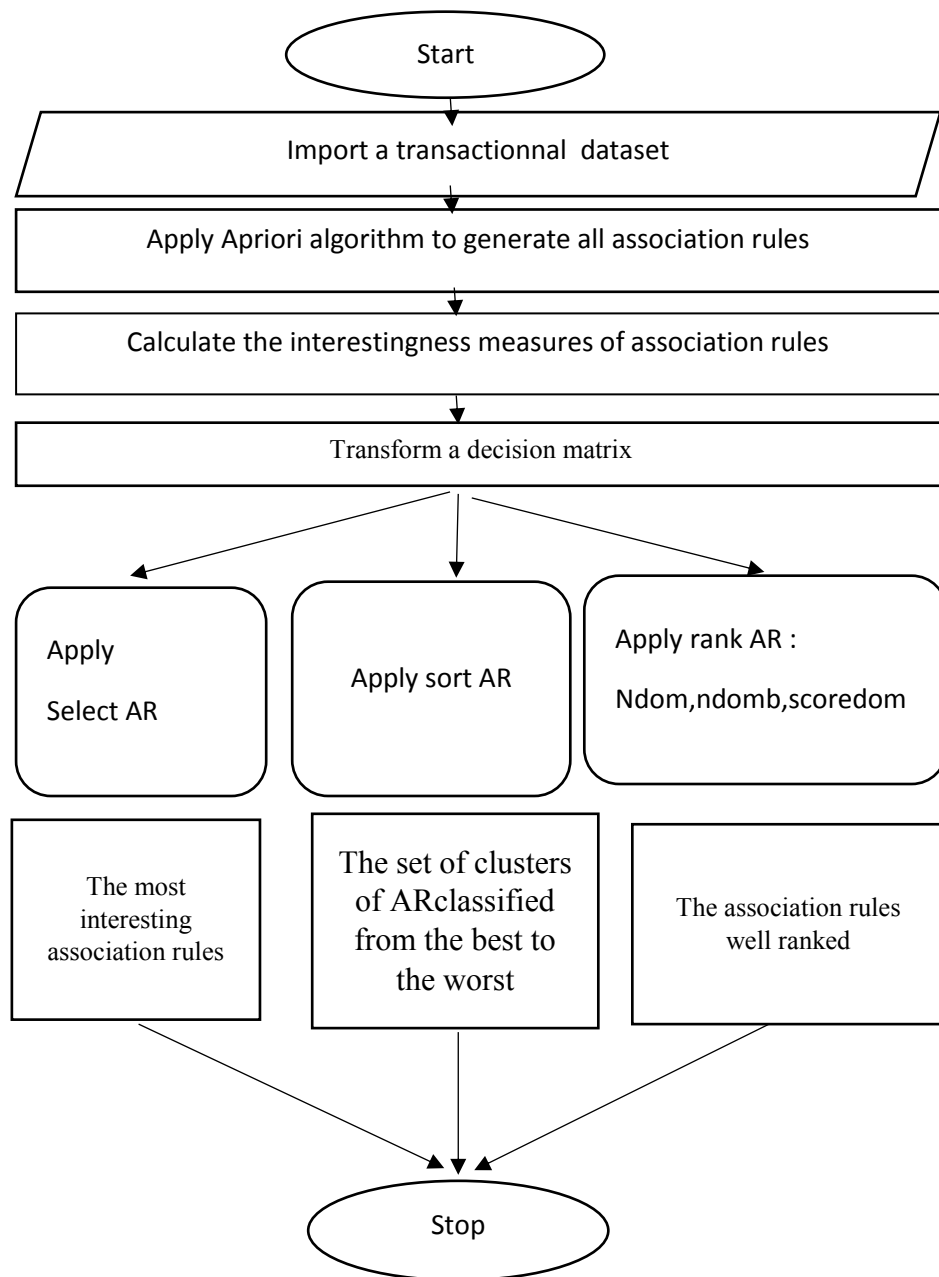 Start
Import a transactionnal dataset
Apply Apriori algorithm to generate all association rules
Calculate the interestingness measures of association rules
Transform a decision matrix
Apply
Select AR
Apply sort AR
Apply rank AR :
Ndom,ndomb,scoredom
The most
interesting
association rules
The set of clusters
of ARclassified
from the best to
the worst
The association rules
well ranked
Stop